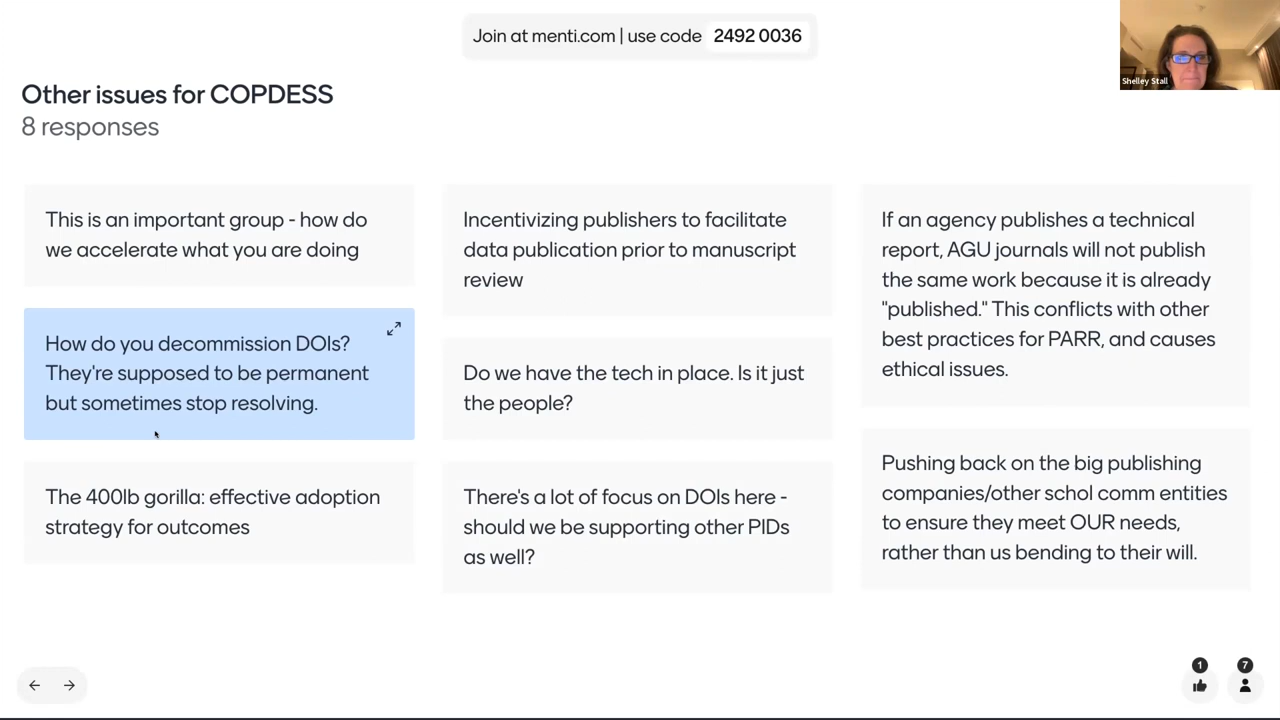 Join at menti.com | use code 2492 0036
Shelley Stall
Other issues for COPDESS
8 responses
This is an important group - how do
we accelerate what you are doing
How do you decommission DOIs?
They're supposed to be permanent
but sometimes stop resolving.
The 400lb gorilla: effective adoption
strategy for outcomes
Incentivizing publishers to facilitate
data publication prior to manuscript
review
Do we have the tech in place. Is it just
the people?
There's a lot of focus on DOIs here -
should we be supporting other PIDs
as well?
If an agency publishes a technical
report, AGU journals will not publish
the same work because it is already
"published." This conflicts with other
best practices for PARR, and causes
ethical issues.
Pushing back on the big publishing
companies/other schol comm entities
to ensure they meet OUR needs,
rather than us bending to their will.
1
7